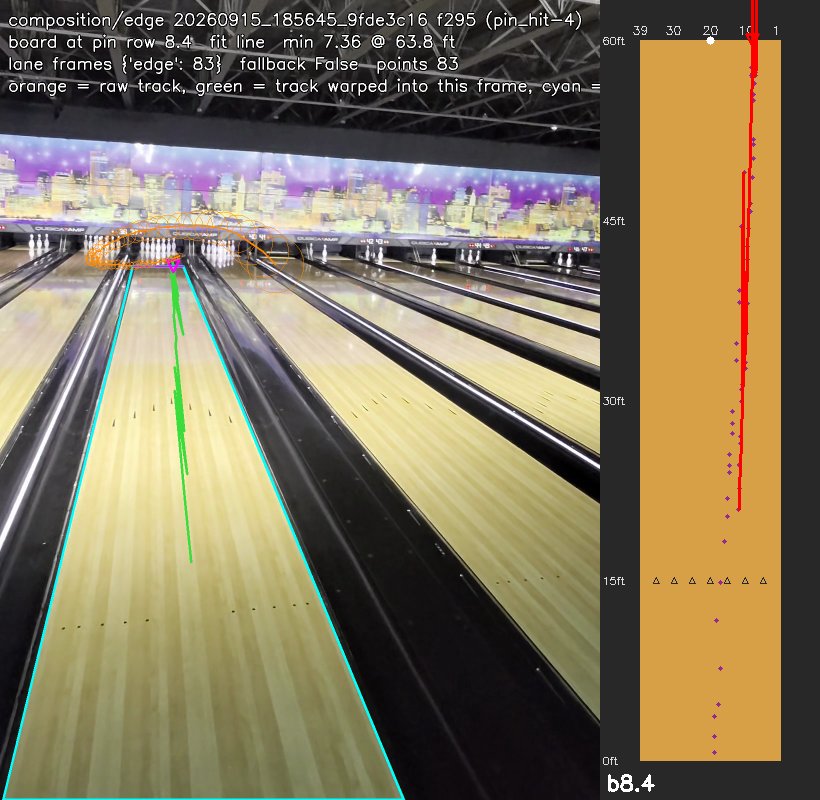 composition/edge 20260915_185645_9fde3c16 f295 (pin_hit-4)
board at pin row 8.4 fit line min 7.36 @ 63.8 ft
lane frames {'edge': 83} fallback False points 83
orange = raw track, green = track warped into this frame, cyan =
39 30 20 10 1
60ft
45ft
30ft
15ft
0ft
b8.4